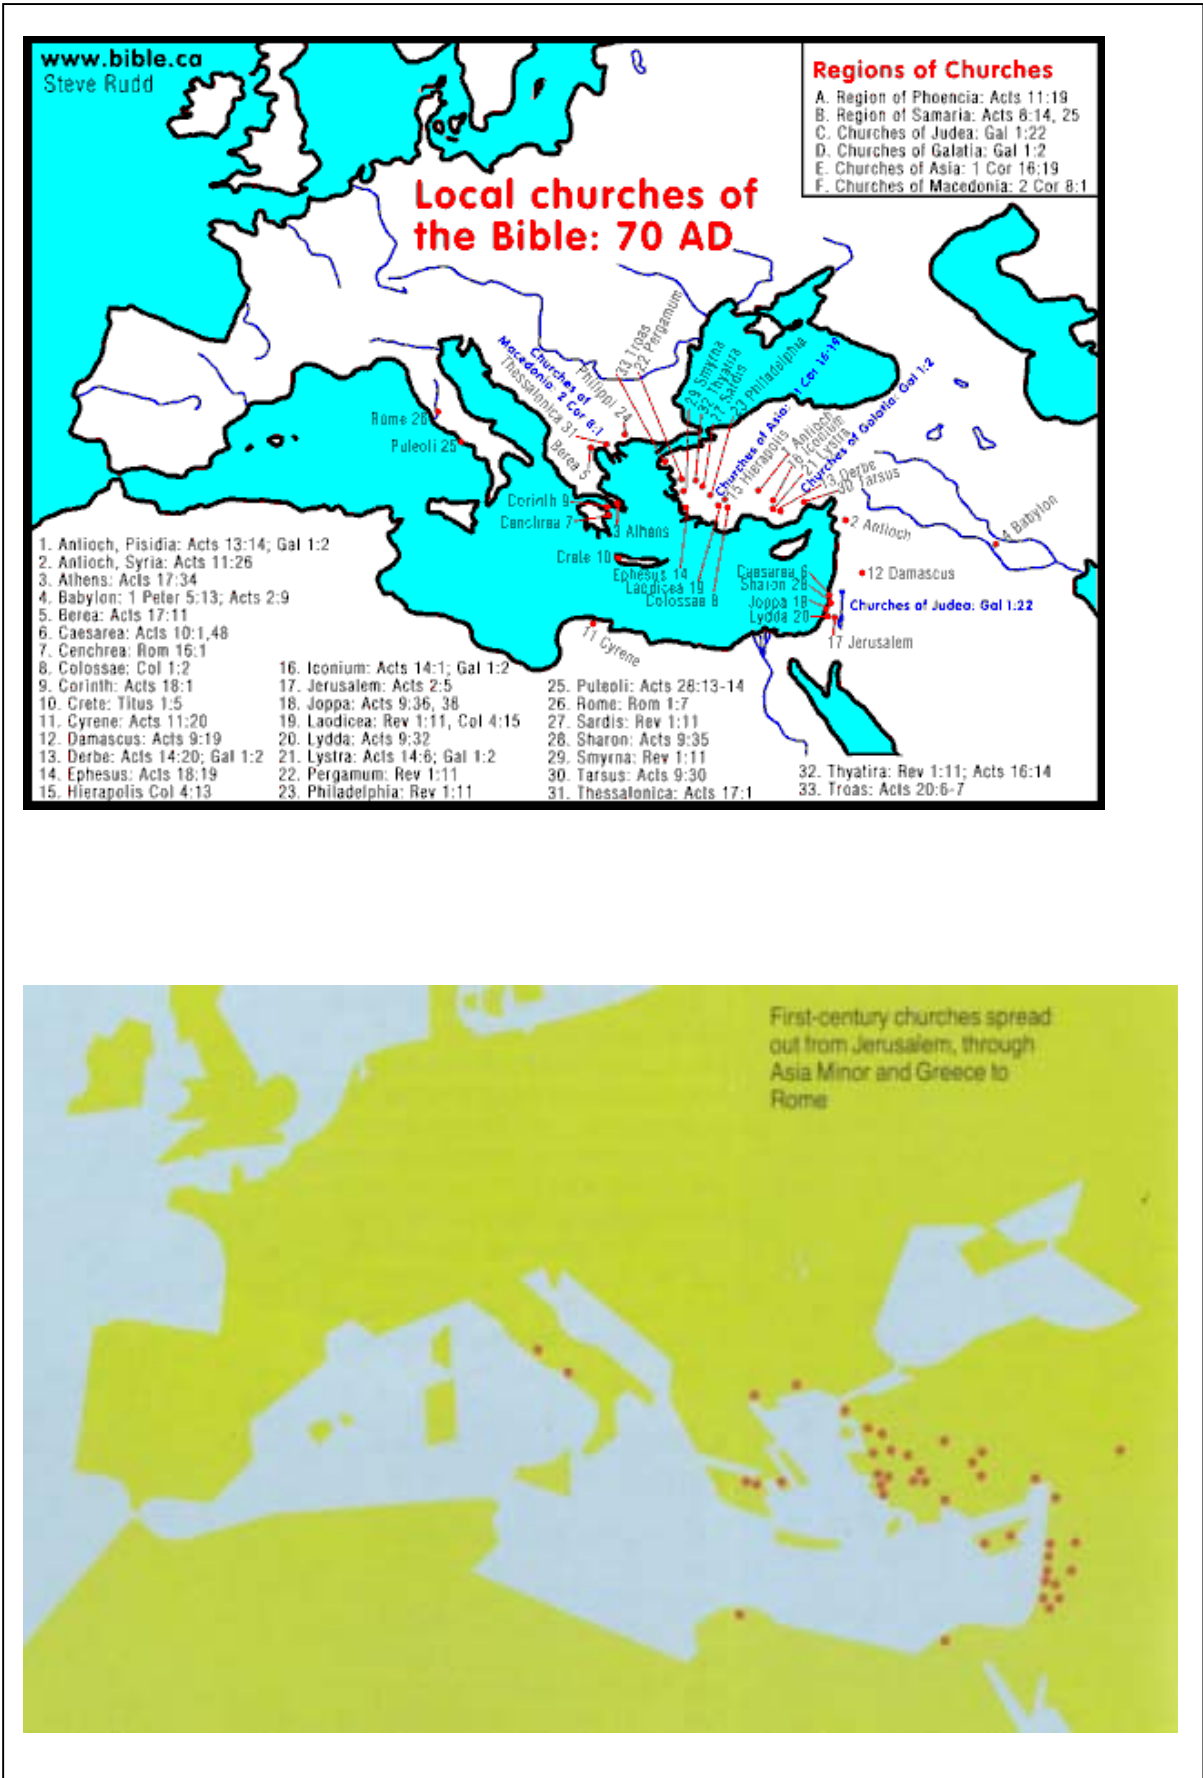 www.bible.ca
Steve Rudd
Regions of Churches
A. Region of Phoencia: Acts 11:19
B. Region of Samaria: Acts 8:14, 25
C. Churches of Judea: Gal 1:22
D. Churches of Galatia: Gal 1:2
E. Churches of Asia: 1 Cor 16:19
F. Churches of Macedonia: 2 Cor 8:1
Local churches of
the Bible: 70 AD
33 Troas
22 Pergamum
29 Smyrna
32 Thyatira
27 Sardis
23 Philadelphia
Churches of
Macedonia: 2 Cor 8:1
Philippi 24
Thessalonica 31
Berea 5
Churches of Asia: 1 Cor 16:19
15 Hierapolis
1 Antioch
16 Iconium
21 Lystra
Churches of Galatia: Gal 1:2
13 Derbe
30 Tarsus
Rome 26
Puleoli 25
Corinth 9
Cenchrea 7
3 Athens
Crete 10
Ephesus 14
Laodicea 19
Colossae 8
2 Antioch
4 Babylon
12 Damascus
Caesarea 6
Sharon 28
Joppa 18
Lydda 20
Churches of Judea: Gal 1:22
17 Jerusalem
11 Cyrene
1. Antioch, Pisidia: Acts 13:14; Gal 1:2
2. Antioch, Syria: Acts 11:26
3. Athens: Acts 17:34
4. Babylon: 1 Peter 5:13; Acts 2:9
5. Berea: Acts 17:11
6. Caesarea: Acts 10:1,48
7. Cenchrea: Rom 16:1
8. Colossae: Col 1:2
9. Corinth: Acts 18:1
10. Crete: Titus 1:5
11. Cyrene: Acts 11:20
12. Damascus: Acts 9:19
13. Derbe: Acts 14:20; Gal 1:2
14. Ephesus: Acts 18:19
15. Hierapolis Col 4:13
16. Iconium: Acts 14:1; Gal 1:2
17. Jerusalem: Acts 2:5
18. Joppa: Acts 9:36, 38
19. Laodicea: Rev 1:11, Col 4:15
20. Lydda: Acts 9:32
21. Lystra: Acts 14:6; Gal 1:2
22. Pergamum: Rev 1:11
23. Philadelphia: Rev 1:11
25. Puleoli: Acts 28:13-14
26. Rome: Rom 1:7
27. Sardis: Rev 1:11
28. Sharon: Acts 9:35
29. Smyrna: Rev 1:11
30. Tarsus: Acts 9:30
31. Thessalonica: Acts 17:1
32. Thyatira: Rev 1:11; Acts 16:14
33. Troas: Acts 20:6-7
First-century churches spread
out from Jerusalem, through
Asia Minor and Greece to
Rome